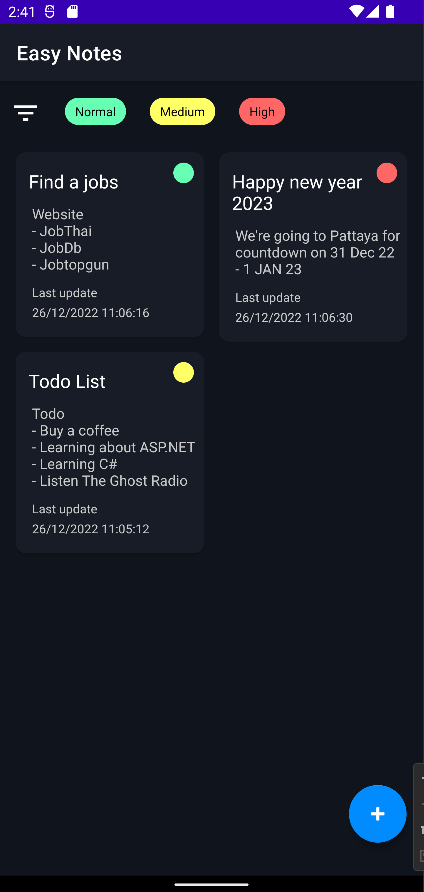 2:41
Easy Notes
Normal
Medium
High
Find a jobs
Website
- JobThai
- JobDb
- Jobtopgun
Last update
26/12/2022 11:06:16
Happy new year
2023
We're going to Pattaya for
countdown on 31 Dec 22
- 1 JAN 23
Last update
26/12/2022 11:06:30
Todo List
Todo
- Buy a coffee
- Learning about ASP.NET
- Learning C#
- Listen The Ghost Radio
Last update
26/12/2022 11:05:12
+